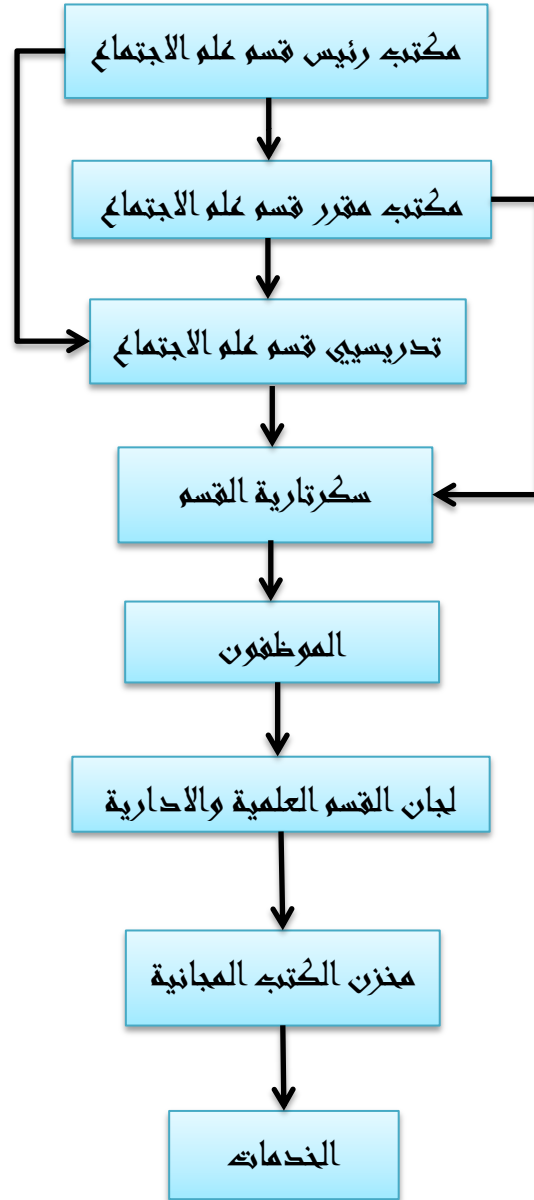 مكتب رئيس قسم علم الاجتماع
مكتب مقرر قسم علم الاجتماع
تدريسيي قسم علم الاجتماع
سكرتارية القسم
الموظفون
لجان القسم العلمية والادارية
مخزن الكتب المجانية
الخدمات